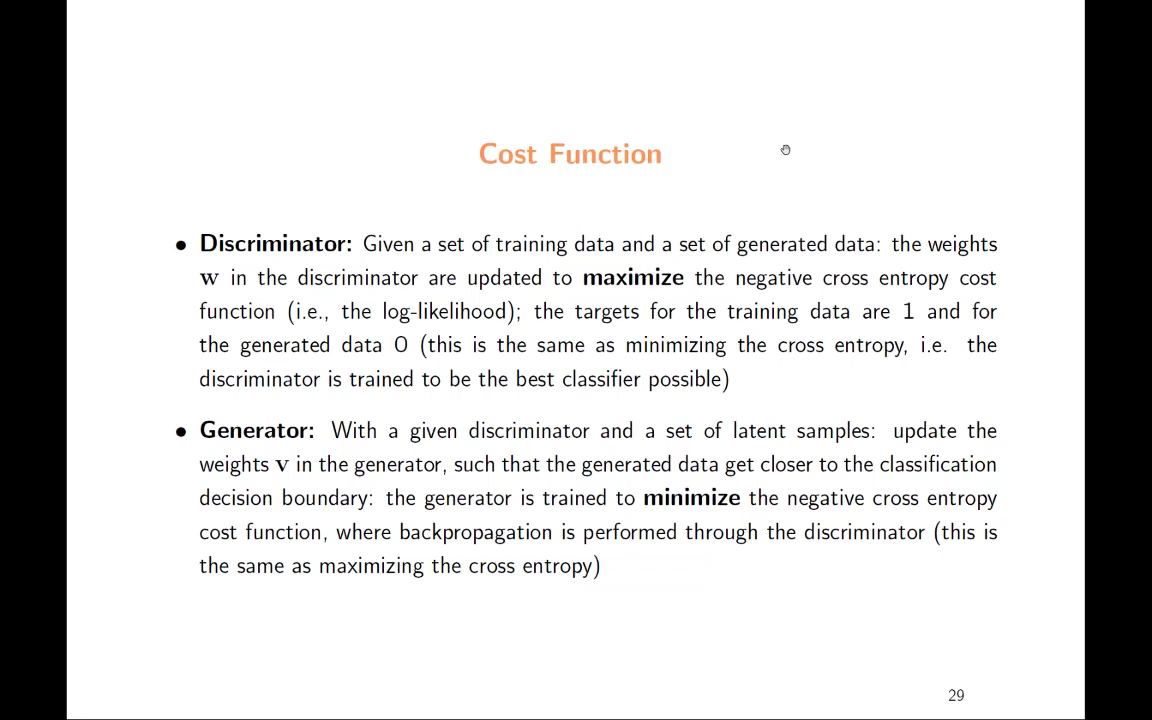 Cost Function
• Discriminator: Given a set of training data and a set of generated data: the weights
w in the discriminator are updated to maximize the negative cross entropy cost
function (i.e., the log-likelihood); the targets for the training data are 1 and for
the generated data 0 (this is the same as minimizing the cross entropy, i.e. the
discriminator is trained to be the best classifier possible)
• Generator: With a given discriminator and a set of latent samples: update the
weights v in the generator, such that the generated data get closer to the classification
decision boundary: the generator is trained to minimize the negative cross entropy
cost function, where backpropagation is performed through the discriminator (this is
the same as maximizing the cross entropy)
29